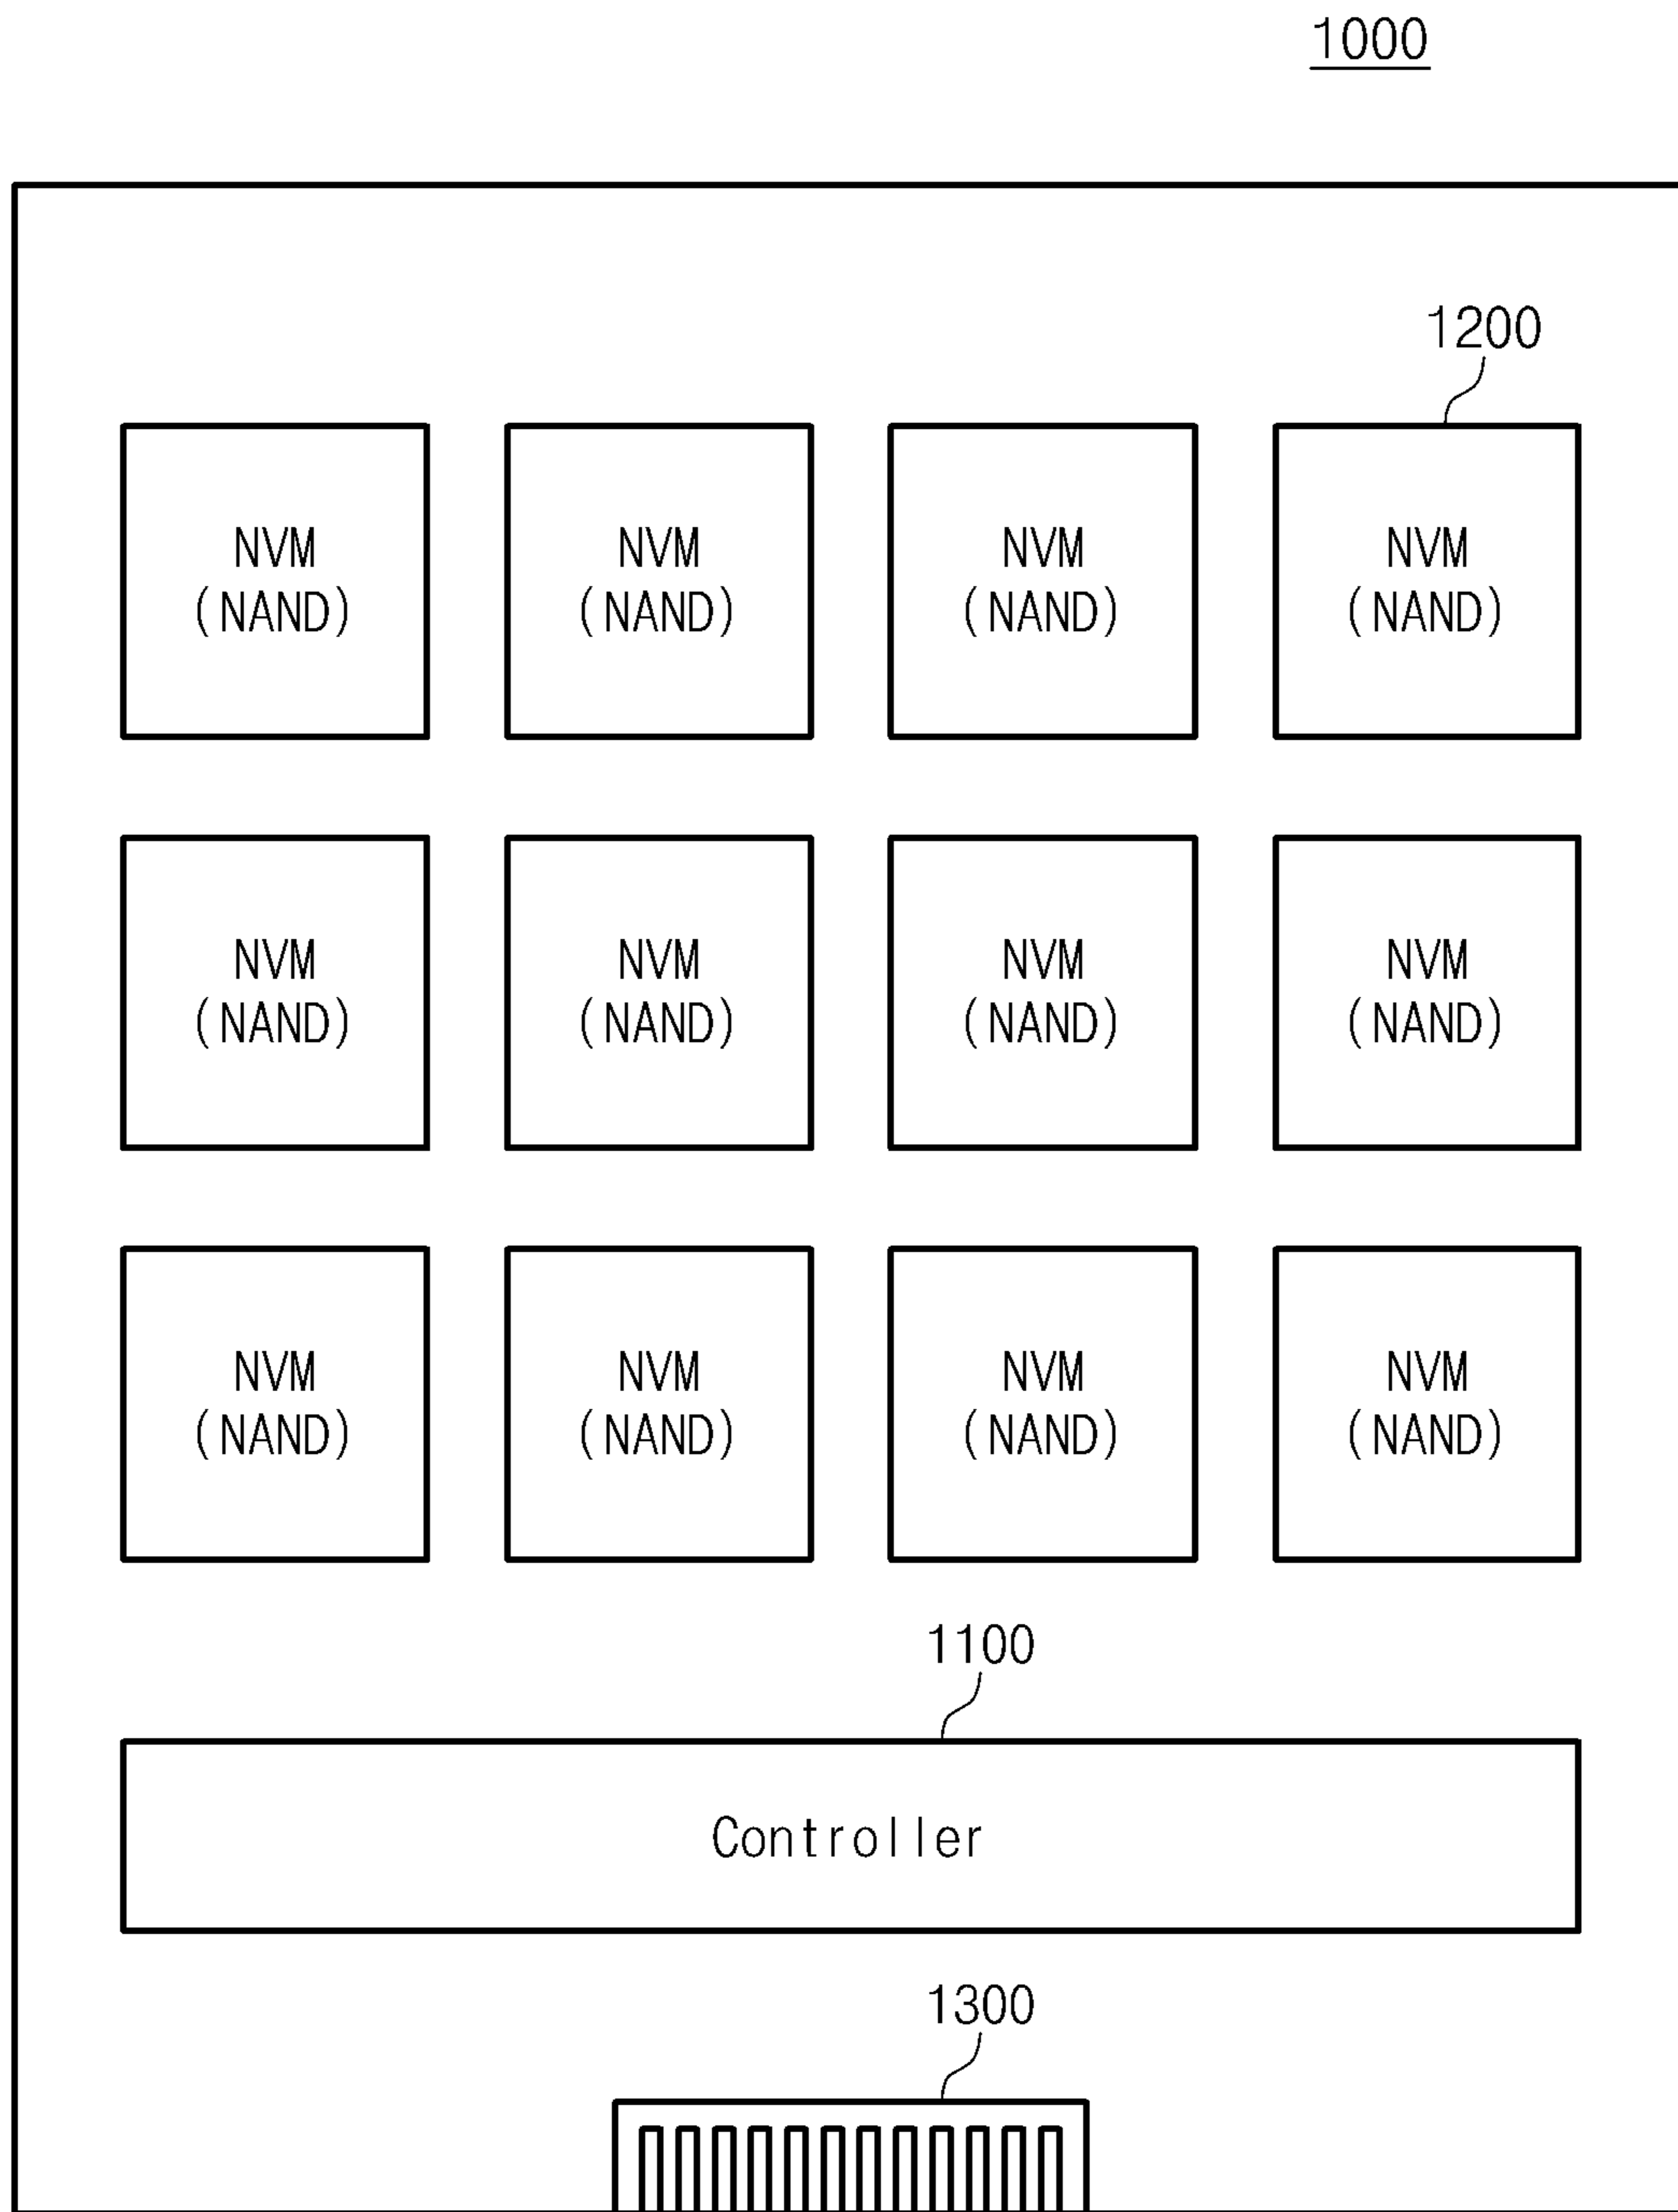 1000
1200
NVM NVM NVM NVM
(NAND) (NAND) (NAND) (NAND)
NVM NVM NVM NVM
(NAND) (NAND) (NAND) (NAND)
NVM NVM NVM NVM
(NAND) (NAND) (NAND) (NAND)
1100
Controller
1300